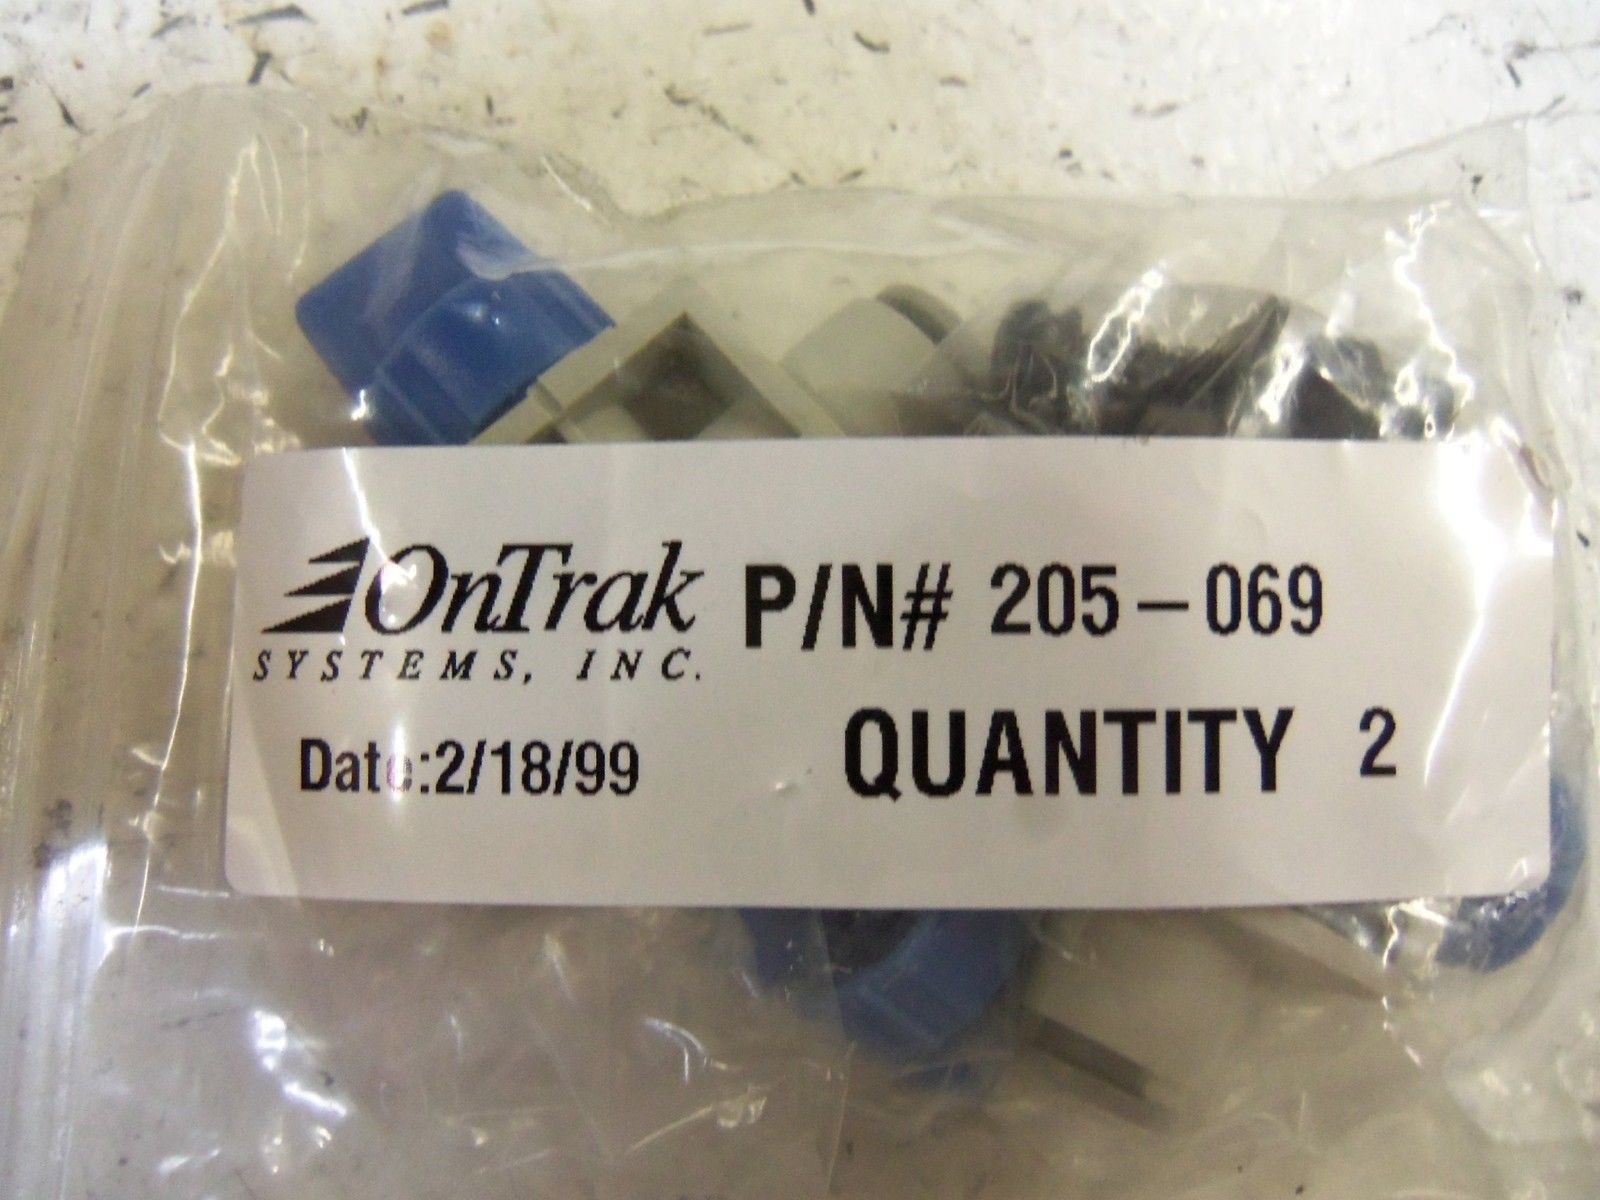 OnTrak
SYSTEMS, INC.
P/N# 205-069
Date:2/18/99
QUANTITY 2